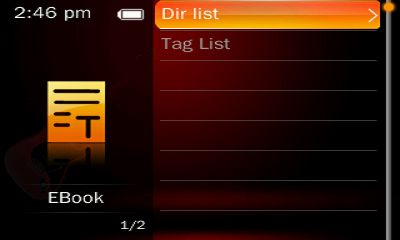 2:46 pm
Dir list
Tag List
EBook
1/2